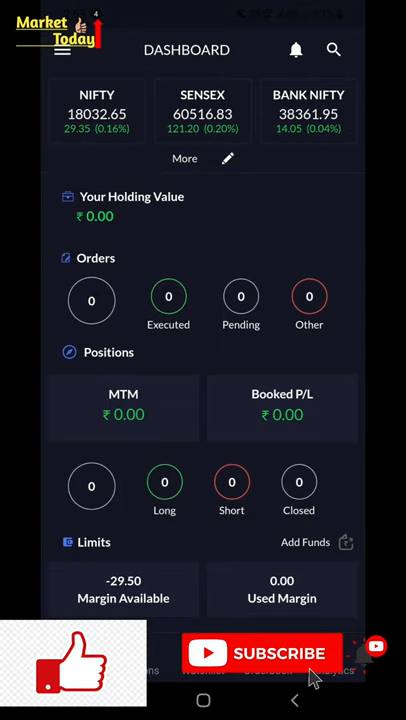 Market
Today
4
DASHBOARD
NIFTY
18032.65
29.35 (0.16%)
SENSEX
60516.83
121.20 (0.20%)
BANK NIFTY
38361.95
14.05 (0.04%)
More
Your Holding Value
₹ 0.00
Orders
0
0
0
0
Executed
Pending
Other
Positions
MTM
₹ 0.00
Booked P/L
₹ 0.00
0
0
0
0
Long
Short
Closed
Limits
Add Funds
-29.50
Margin Available
0.00
Used Margin
SUBSCRIBE